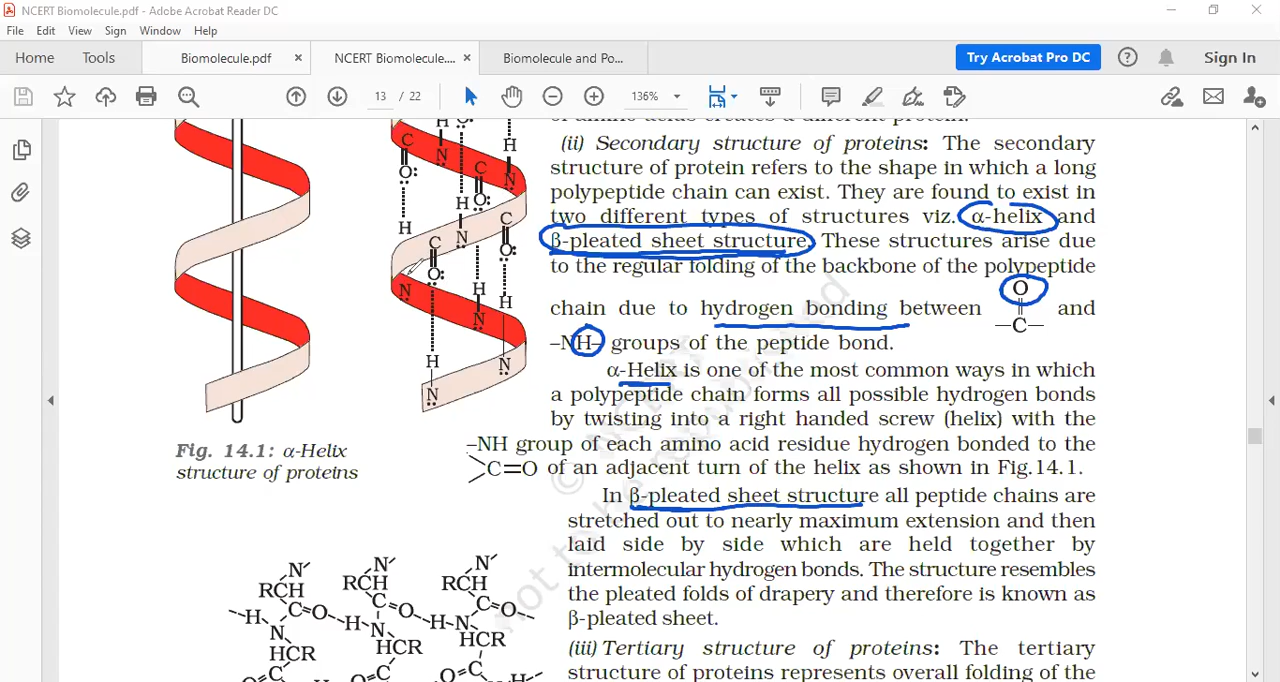 NCERT Biomolecule.pdf - Adobe Acrobat Reader DC
File Edit View Sign Window Help
Home Tools Biomolecule.pdf × NCERT Biomolecule.... × Biomolecule and Po... Try Acrobat Pro DC Sign In
13 / 22 136%
of amino acids creates a different protein.
(ii) Secondary structure of proteins: The secondary
structure of protein refers to the shape in which a long
polypeptide chain can exist. They are found to exist in
two different types of structures viz. α-helix and
β-pleated sheet structure. These structures arise due
to the regular folding of the backbone of the polypeptide
chain due to hydrogen bonding between
O
‖
–C–
and
–NH– groups of the peptide bond.
α-Helix is one of the most common ways in which
a polypeptide chain forms all possible hydrogen bonds
by twisting into a right handed screw (helix) with the
–NH group of each amino acid residue hydrogen bonded to the
>C=O of an adjacent turn of the helix as shown in Fig.14.1.
Fig. 14.1: α-Helix
structure of proteins
In β-pleated sheet structure all peptide chains are
stretched out to nearly maximum extension and then
laid side by side which are held together by
intermolecular hydrogen bonds. The structure resembles
the pleated folds of drapery and therefore is known as
β-pleated sheet.
(iii) Tertiary structure of proteins: The tertiary
structure of proteins represents overall folding of the